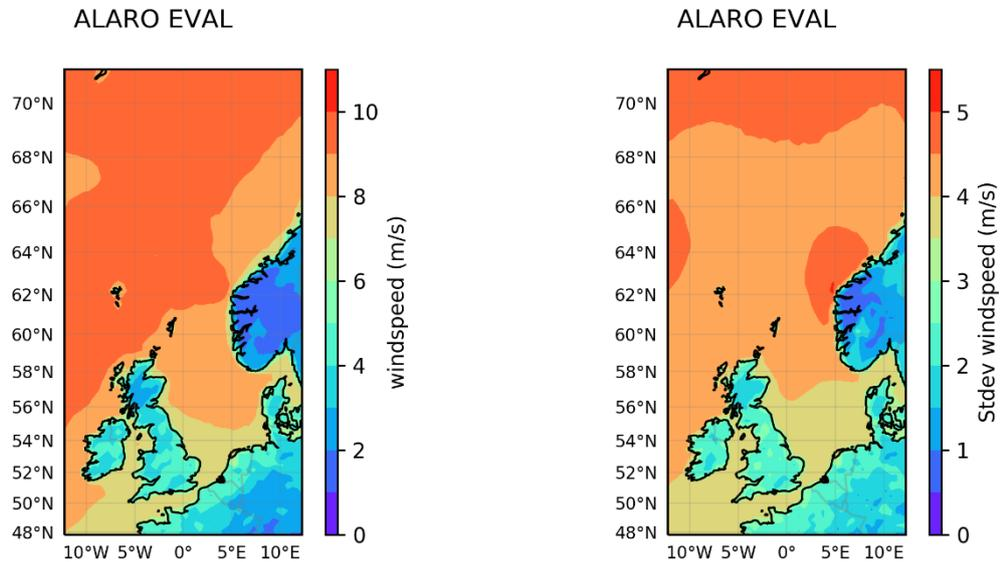 ALARO EVAL
70°N
68°N
66°N
64°N
62°N
60°N
58°N
56°N
54°N
52°N
50°N
48°N
10°W 5°W 0° 5°E 10°E
10
8
6
4
2
0
windspeed (m/s)
ALARO EVAL
70°N
68°N
66°N
64°N
62°N
60°N
58°N
56°N
54°N
52°N
50°N
48°N
10°W 5°W 0° 5°E 10°E
5
4
3
2
1
0
Stdev windspeed (m/s)